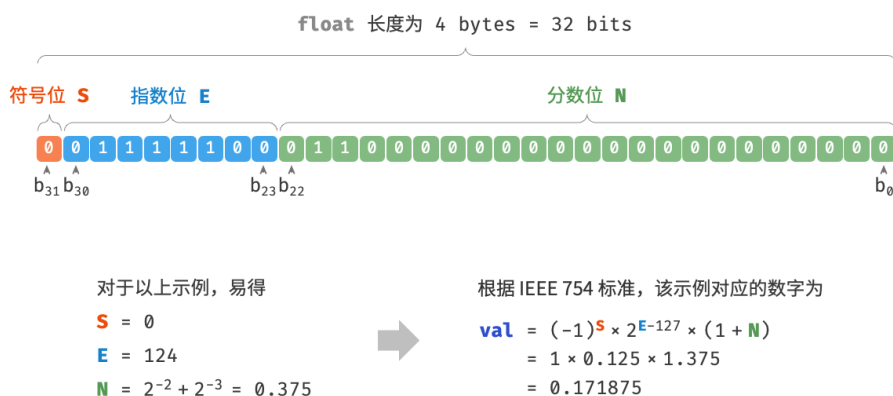 float 长度为 4 bytes = 32 bits
符号位 S 指数位 E 分数位 N
0 0 1 1 1 1 1 0 0 0 1 1 0 0 0 0 0 0 0 0 0 0 0 0 0 0 0 0 0 0 0 0
b₃₁ b₃₀ b₂₃ b₂₂ b₀
对于以上示例，易得
S = 0
E = 124
N = 2⁻² + 2⁻³ = 0.375
根据 IEEE 754 标准，该示例对应的数字为
val = (−1)ˢ × 2ᴱ⁻¹²⁷ × (1 + N)
= 1 × 0.125 × 1.375
= 0.171875